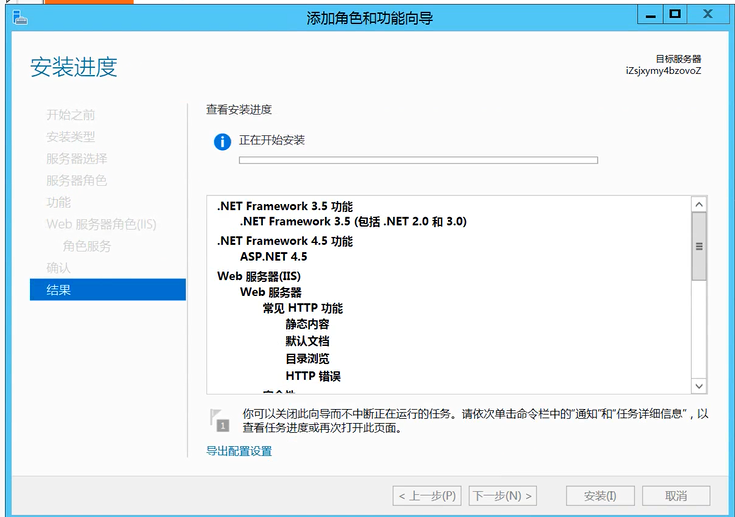 添加角色和功能向导
安装进度
目标服务器
iZsjxymy4bzovoZ
开始之前
安装类型
服务器选择
服务器角色
功能
Web 服务器角色(IIS)
角色服务
确认
结果
查看安装进度
正在开始安装
.NET Framework 3.5 功能
.NET Framework 3.5 (包括 .NET 2.0 和 3.0)
.NET Framework 4.5 功能
ASP.NET 4.5
Web 服务器(IIS)
Web 服务器
常见 HTTP 功能
静态内容
默认文档
目录浏览
HTTP 错误
1
你可以关闭此向导而不中断正在运行的任务。请依次单击命令栏中的"通知"和"任务详细信息"，以
查看任务进度或再次打开此页面。
导出配置设置
< 上一步(P)
下一步(N) >
安装(I)
取消